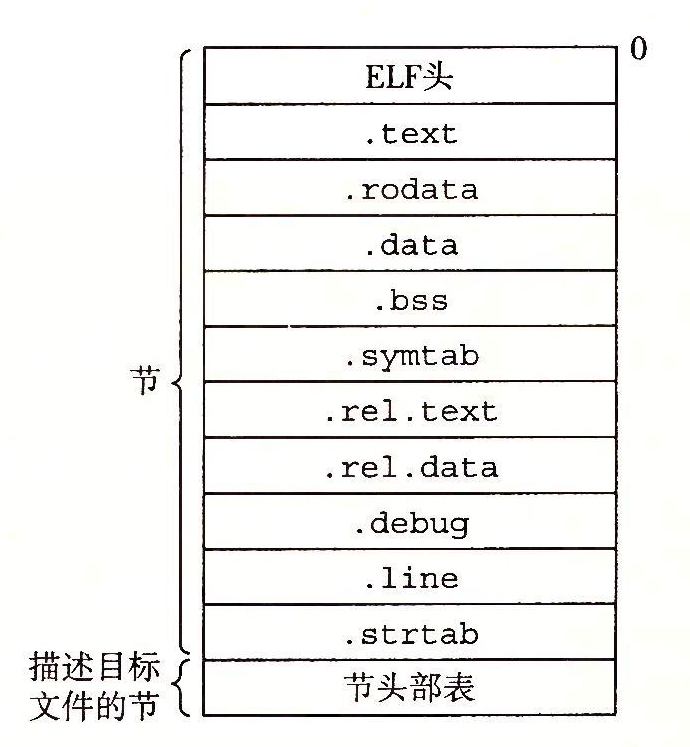 0
ELF头
.text
.rodata
.data
.bss
.symtab
节
.rel.text
.rel.data
.debug
.line
.strtab
描述目标
文件的节
节头部表